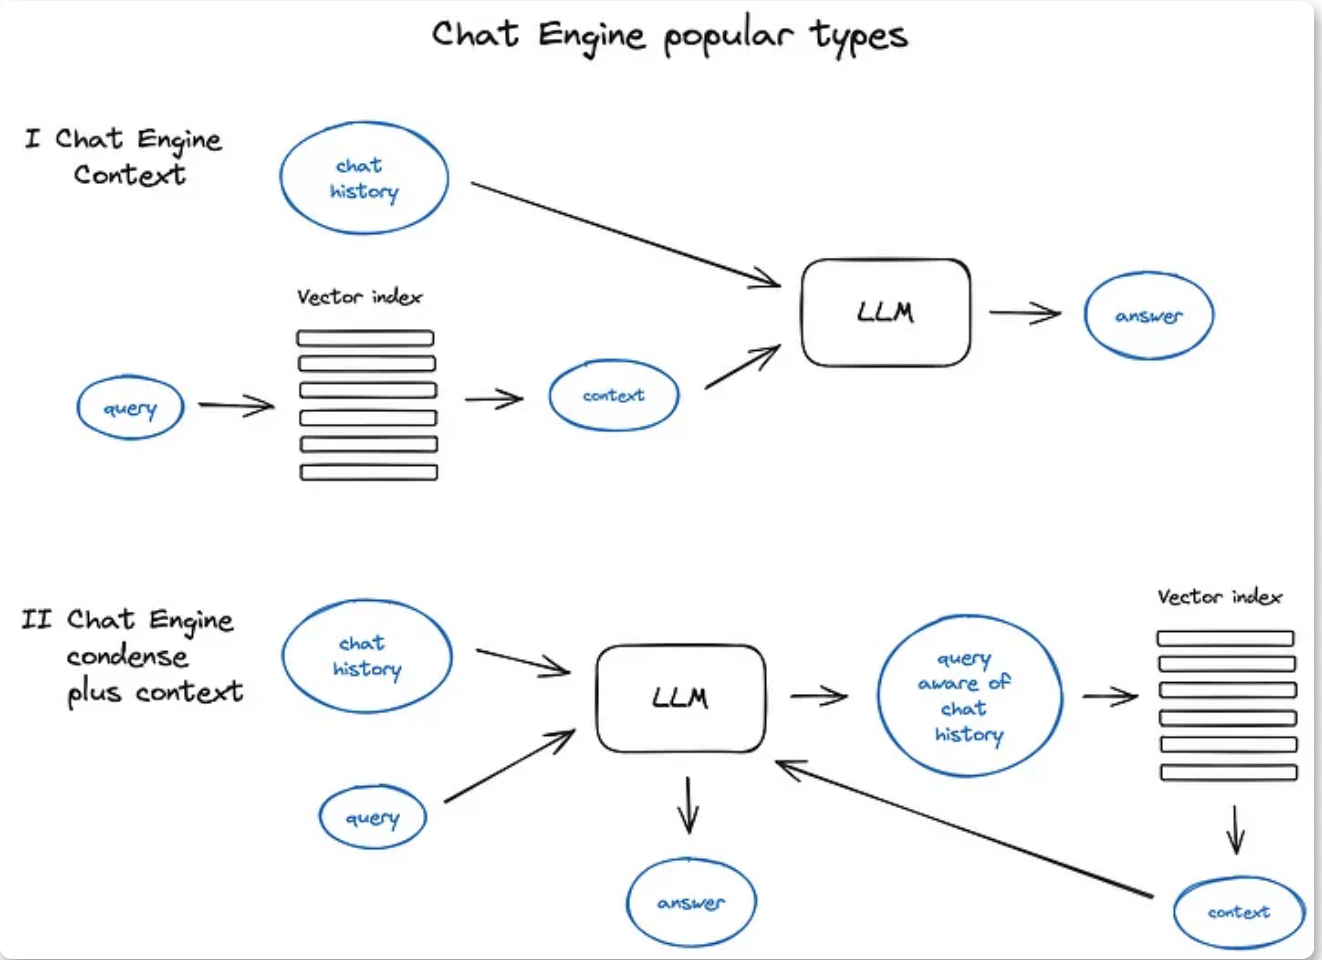 Chat Engine popular types
I Chat Engine
Context
chat
history
Vector index
LLM
answer
query
context
II Chat Engine
condense
plus context
chat
history
query
LLM
answer
query
aware of
chat
history
Vector index
context